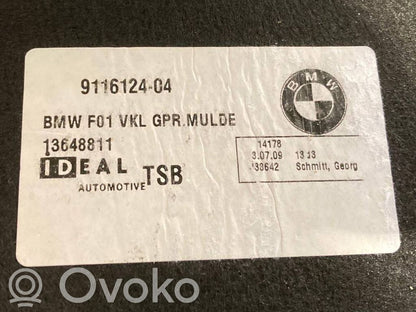 9116124-04
BMW
BMW F01 VKL GPR.MULDE
13648811
IDEAL
AUTOMOTIVE TSB
14178
3.07.09 13:13
33642 Schmitt, Georg
Ovoko